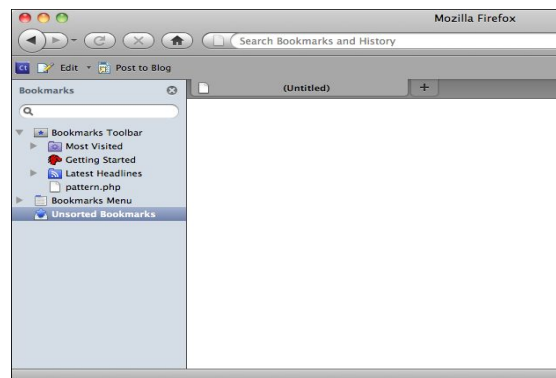 Mozilla Firefox
Search Bookmarks and History
Ct Edit Post to Blog
Bookmarks
(Untitled)
+
Bookmarks Toolbar
Most Visited
Getting Started
Latest Headlines
pattern.php
Bookmarks Menu
Unsorted Bookmarks